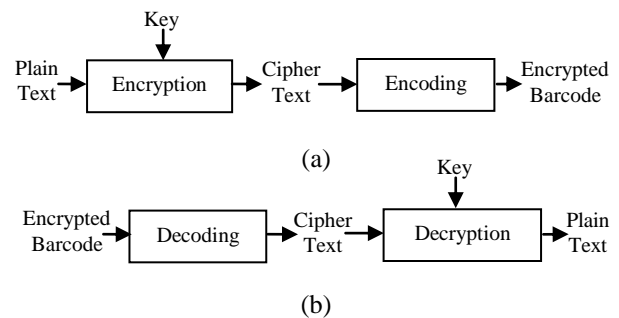 Key
Plain Text
Encryption
Cipher Text
Encoding
Encrypted Barcode
(a)
Key
Encrypted Barcode
Decoding
Cipher Text
Decryption
Plain Text
(b)